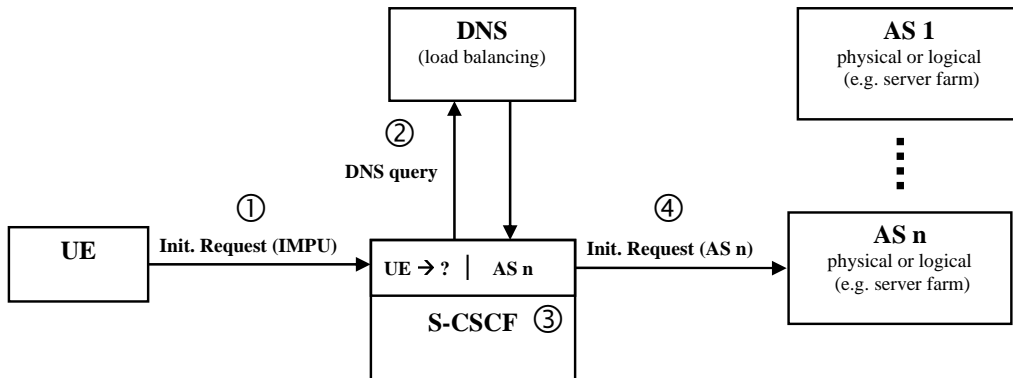 DNS
(load balancing)
AS 1
physical or logical
(e.g. server farm)
②
DNS query
①
Init. Request (IMPU)
④
Init. Request (AS n)
UE
UE → ? | AS n
S-CSCF ③
AS n
physical or logical
(e.g. server farm)